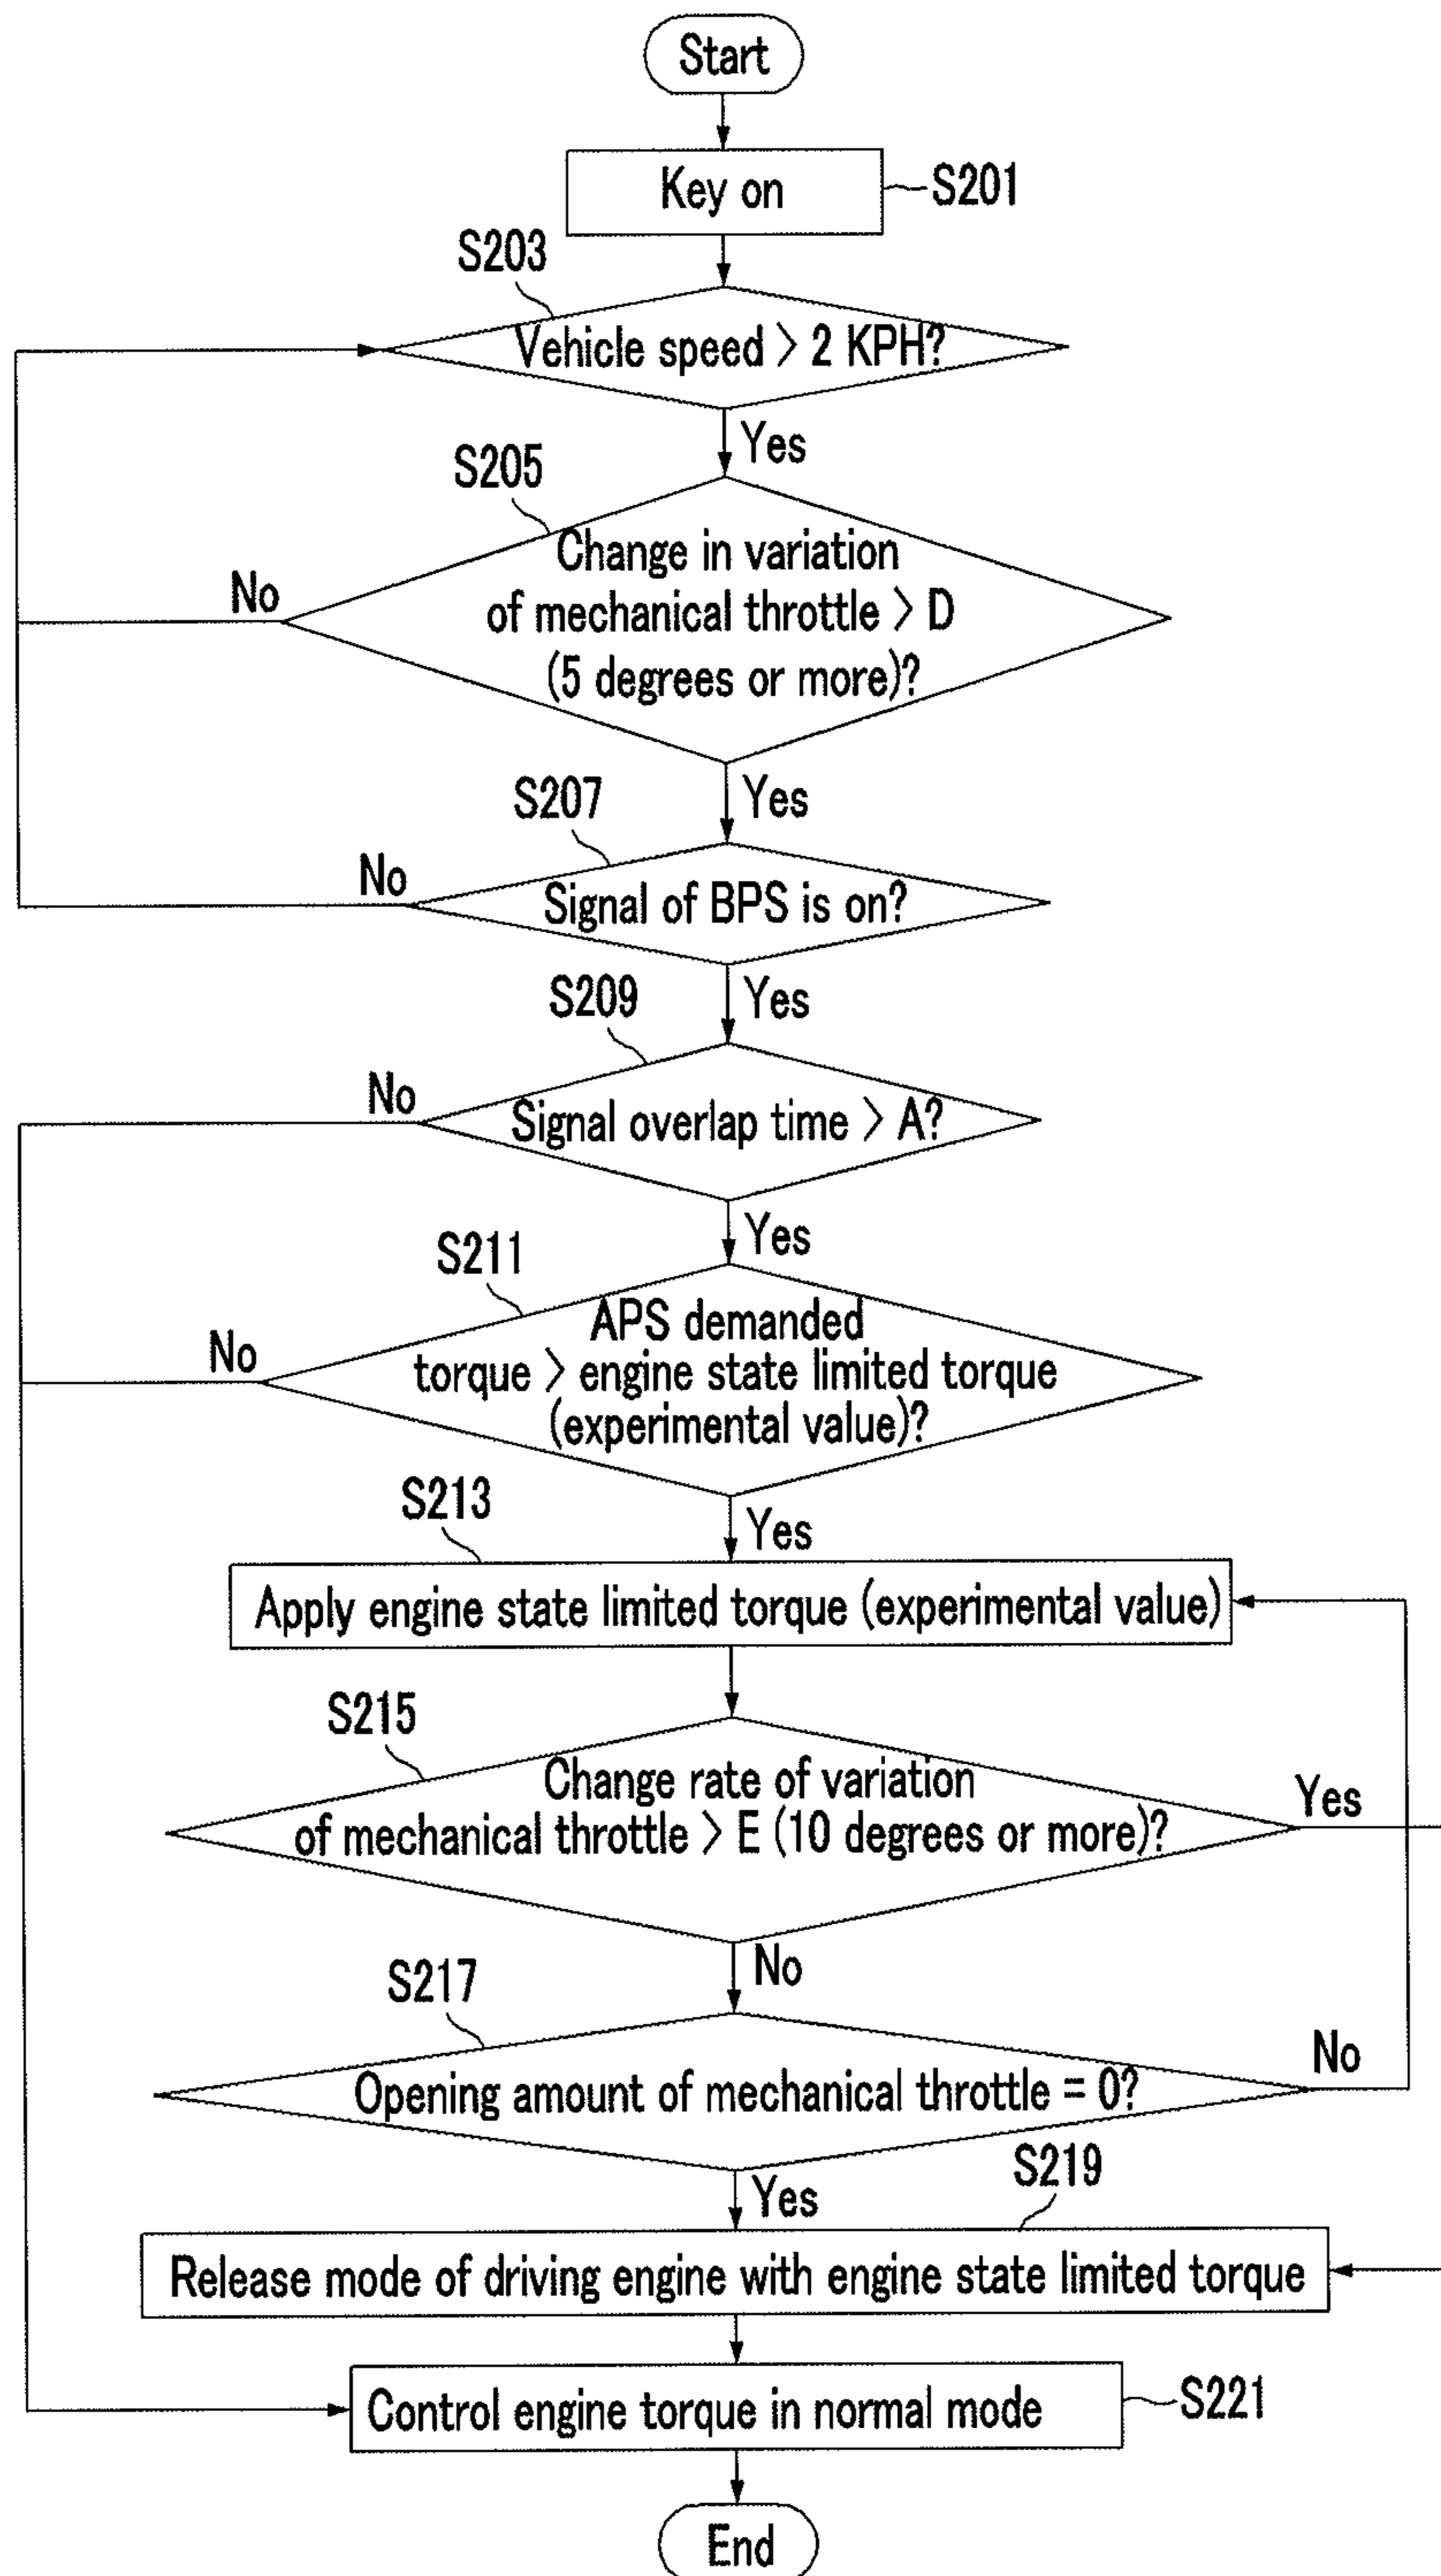 Start
Key on
S201
S203
Vehicle speed > 2 KPH?
Yes
S205
Change in variation
of mechanical throttle > D
(5 degrees or more)?
No
Yes
S207
Signal of BPS is on?
No
Yes
S209
Signal overlap time > A?
No
Yes
S211
APS demanded
torque > engine state limited torque
(experimental value)?
No
Yes
S213
Apply engine state limited torque (experimental value)
S215
Change rate of variation
of mechanical throttle > E (10 degrees or more)?
Yes
No
S217
Opening amount of mechanical throttle = 0?
No
Yes
S219
Release mode of driving engine with engine state limited torque
Control engine torque in normal mode
S221
End